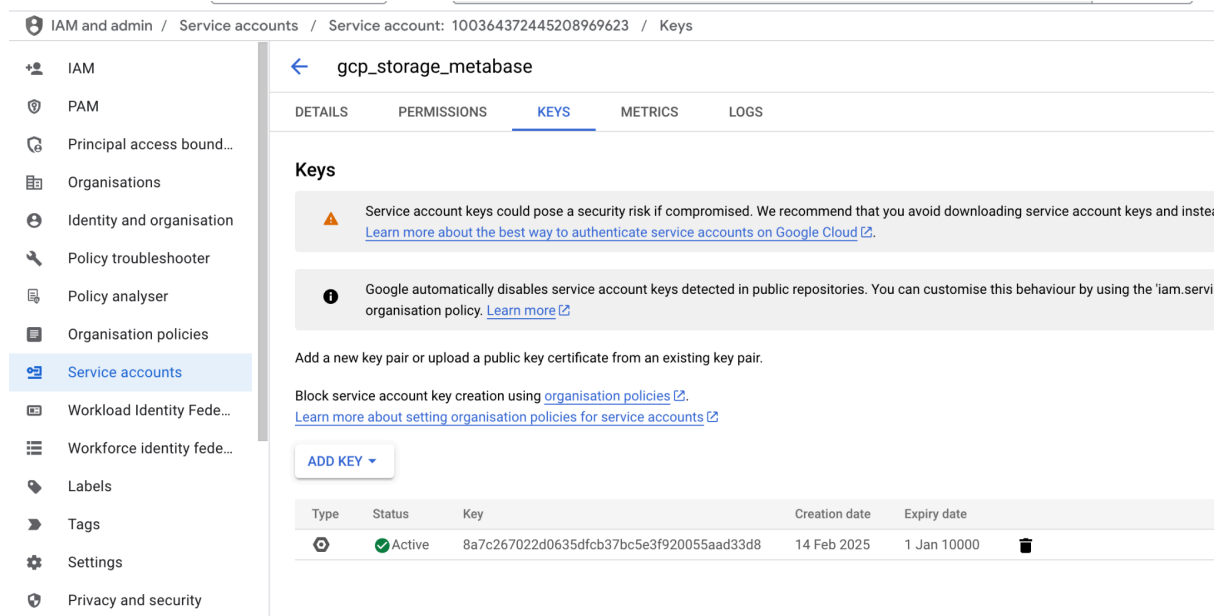 IAM and admin / Service accounts / Service account: 100364372445208969623 / Keys
IAM
PAM
Principal access bound…
Organisations
Identity and organisation
Policy troubleshooter
Policy analyser
Organisation policies
Service accounts
Workload Identity Fede…
Workforce identity fede…
Labels
Tags
Settings
Privacy and security
gcp_storage_metabase
DETAILS PERMISSIONS KEYS METRICS LOGS
Keys
Service account keys could pose a security risk if compromised. We recommend that you avoid downloading service account keys and inste
Learn more about the best way to authenticate service accounts on Google Cloud.
Google automatically disables service account keys detected in public repositories. You can customise this behaviour by using the 'iam.servi
organisation policy. Learn more
Add a new key pair or upload a public key certificate from an existing key pair.
Block service account key creation using organisation policies.
Learn more about setting organisation policies for service accounts
ADD KEY
Type Status Key Creation date Expiry date
Active 8a7c267022d0635dfcb37bc5e3f920055aad33d8 14 Feb 2025 1 Jan 10000